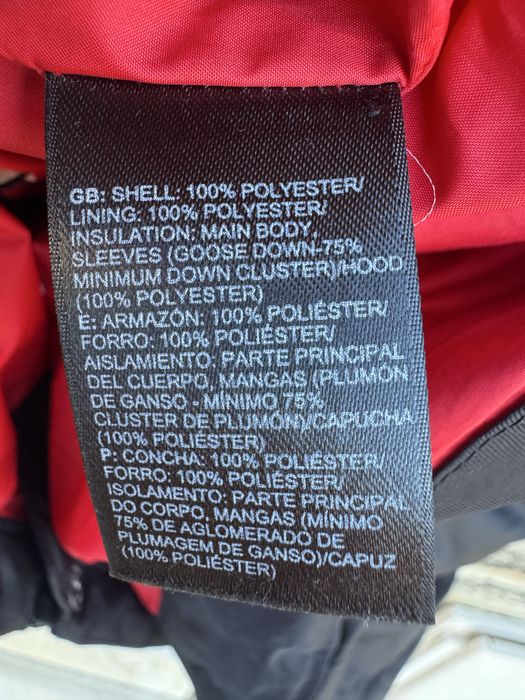 GB: SHELL: 100% POLYESTER/
LINING: 100% POLYESTER/
INSULATION: MAIN BODY,
SLEEVES (GOOSE DOWN-75%
MINIMUM DOWN CLUSTER)/HOOD
(100% POLYESTER)
E: ARMAZÓN: 100% POLIÉSTER/
FORRO: 100% POLIÉSTER/
AISLAMIENTO: PARTE PRINCIPAL
DEL CUERPO, MANGAS (PLUMÓN
DE GANSO - MÍNIMO 75%
CLUSTER DE PLUMÓN)/CAPUCHA
(100% POLIÉSTER)
P: CONCHA: 100% POLIÉSTER/
FORRO: 100% POLIÉSTER/
ISOLAMENTO: PARTE PRINCIPAL
DO CORPO, MANGAS (MÍNIMO
75% DE AGLOMERADO DE
PLUMAGEM DE GANSO)/CAPUZ
(100% POLIÉSTER)